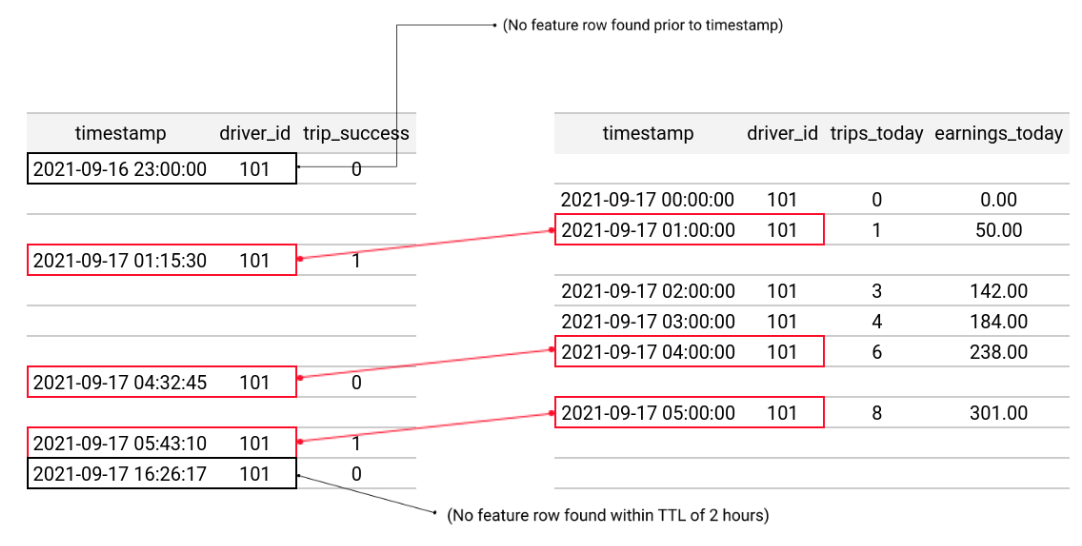 (No feature row found prior to timestamp)
timestamp driver_id trip_success timestamp driver_id trips_today earnings_today
2021-09-16 23:00:00 101 0
2021-09-17 00:00:00 101 0 0.00
2021-09-17 01:00:00 101 1 50.00
2021-09-17 01:15:30 101 1
2021-09-17 02:00:00 101 3 142.00
2021-09-17 03:00:00 101 4 184.00
2021-09-17 04:00:00 101 6 238.00
2021-09-17 04:32:45 101 0
2021-09-17 05:00:00 101 8 301.00
2021-09-17 05:43:10 101 1
2021-09-17 16:26:17 101 0
(No feature row found within TTL of 2 hours)